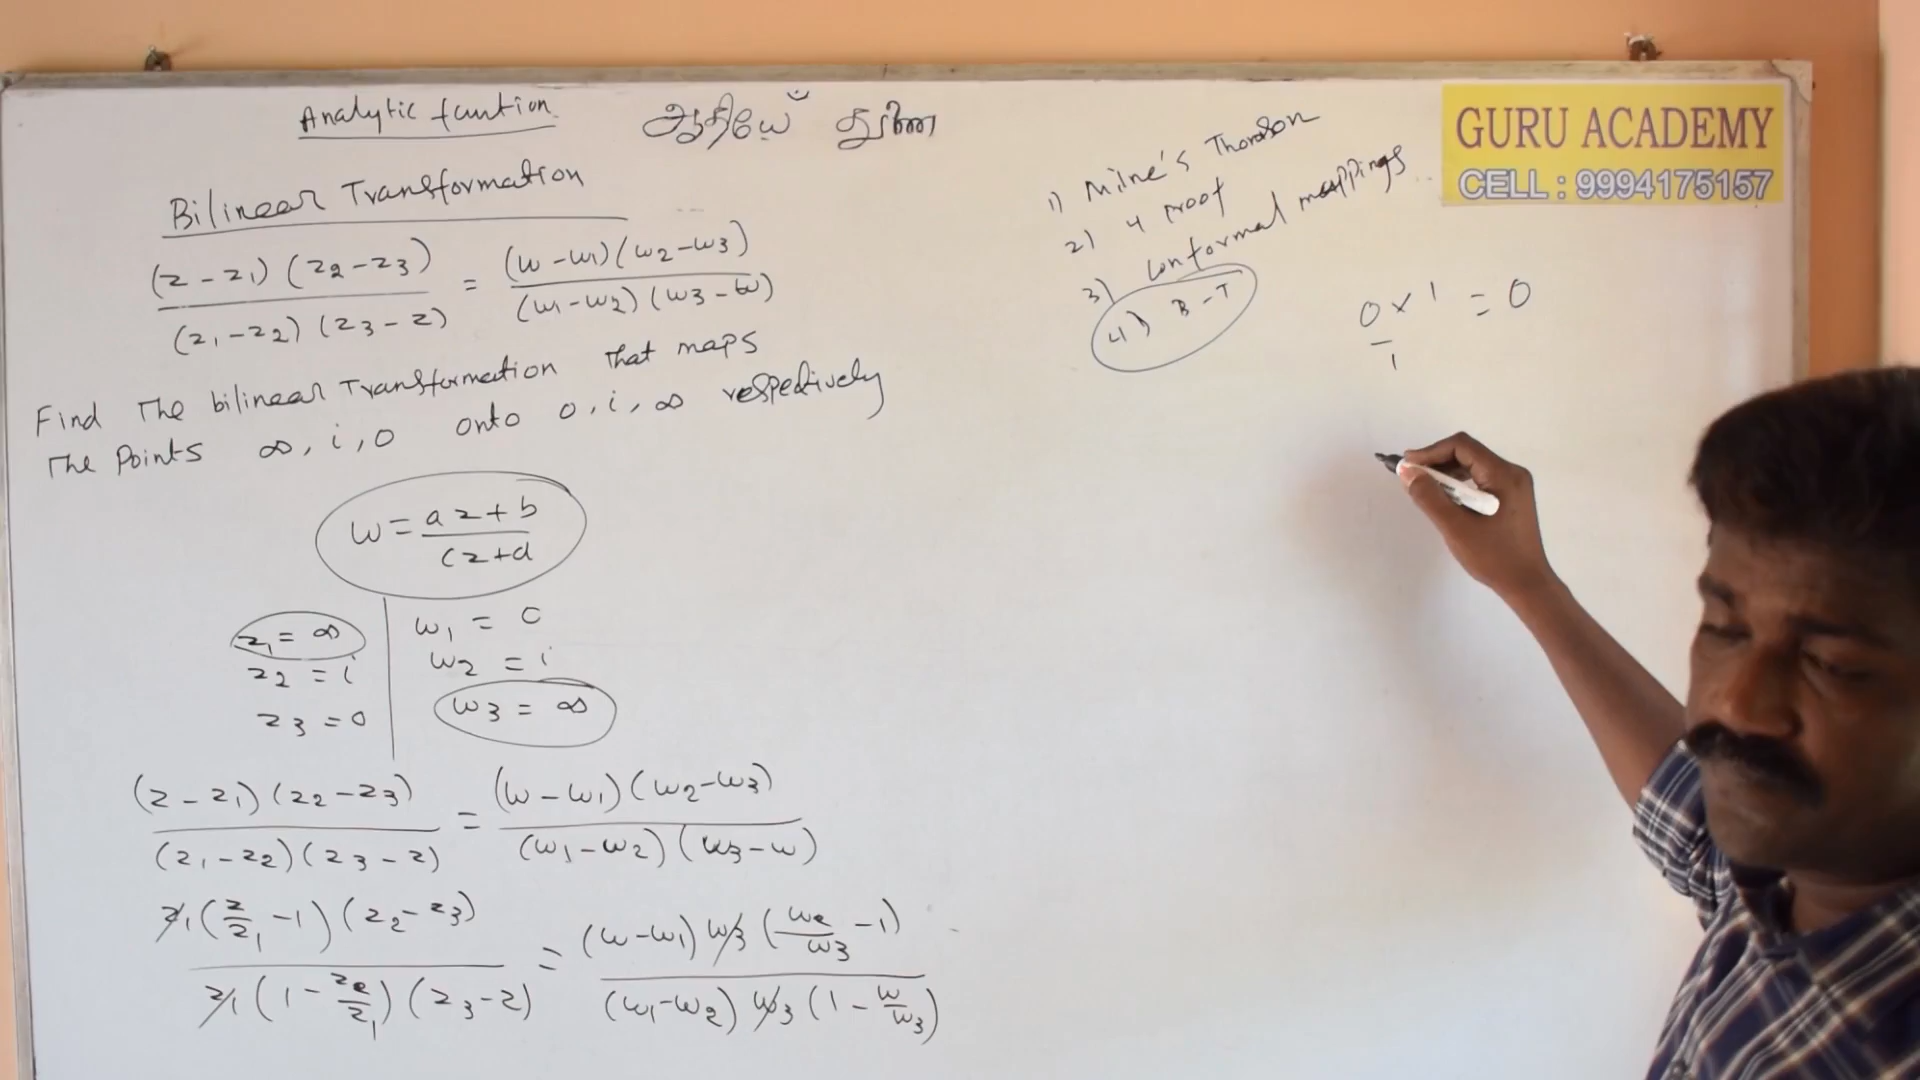 Analytic function
ஆதியே துணை
Bilinear Transformation
(z - z1) (z2 - z3) / (z1 - z2) (z3 - z) = (w - w1) (w2 - w3) / (w1 - w2) (w3 - w)
Find The bilinear Transformation That maps
The Points ∞, i, 0 onto 0, i, ∞ respectively
w = az + b / cz + d
z1 = ∞ | w1 = 0
z2 = i | w2 = i
z3 = 0 | w3 = ∞
(z - z1) (z2 - z3) / (z1 - z2) (z3 - z) = (w - w1) (w2 - w3) / (w1 - w2) (w3 - w)
z1 (z/z1 - 1) (z2 - z3) / z1 (1 - z2/z1) (z3 - z) = (w - w1) w3 (w2/w3 - 1) / (w1 - w2) w3 (1 - w/w3)
1) Milne's Thomson
2) 4 Proof
3) Conformal mappings
4) B-T
0/1 × 1 = 0
GURU ACADEMY
CELL : 9994175157